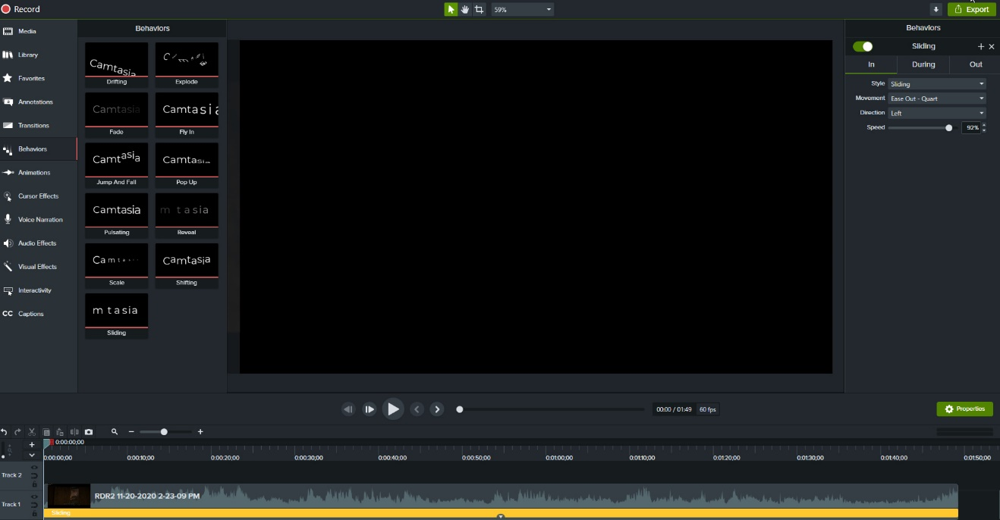 Record
59%
Export
Media
Library
Favorites
Annotations
Transitions
Behaviors
Animations
Cursor Effects
Voice Narration
Audio Effects
Visual Effects
Interactivity
CC Captions
Behaviors
Camtasia
Drifting
Explode
Camtasia
Fade
Camtasia
Fly In
Camtasia
Jump And Fall
Camtasia
Pop Up
Camtasia
Pulsating
m t a s i a
Reveal
Camt
Scale
Camtasia
Shifting
m t a s i a
Sliding
Behaviors
Sliding
In During Out
Style Sliding
Movement Ease Out - Quart
Direction Left
Speed 92%
00:00 / 01:49 60 fps
Properties
0:00:00;00
0:00:00;00 0:00:10;00 0:00:20;00 0:00:30;00 0:00:40;00 0:00:50;00 0:01:00;00 0:01:10;00 0:01:20;00 0:01:30;00 0:01:40;00 0:01:50;00
Track 2
Track 1
RDR2 11-20-2020 2-23-09 PM
Sliding